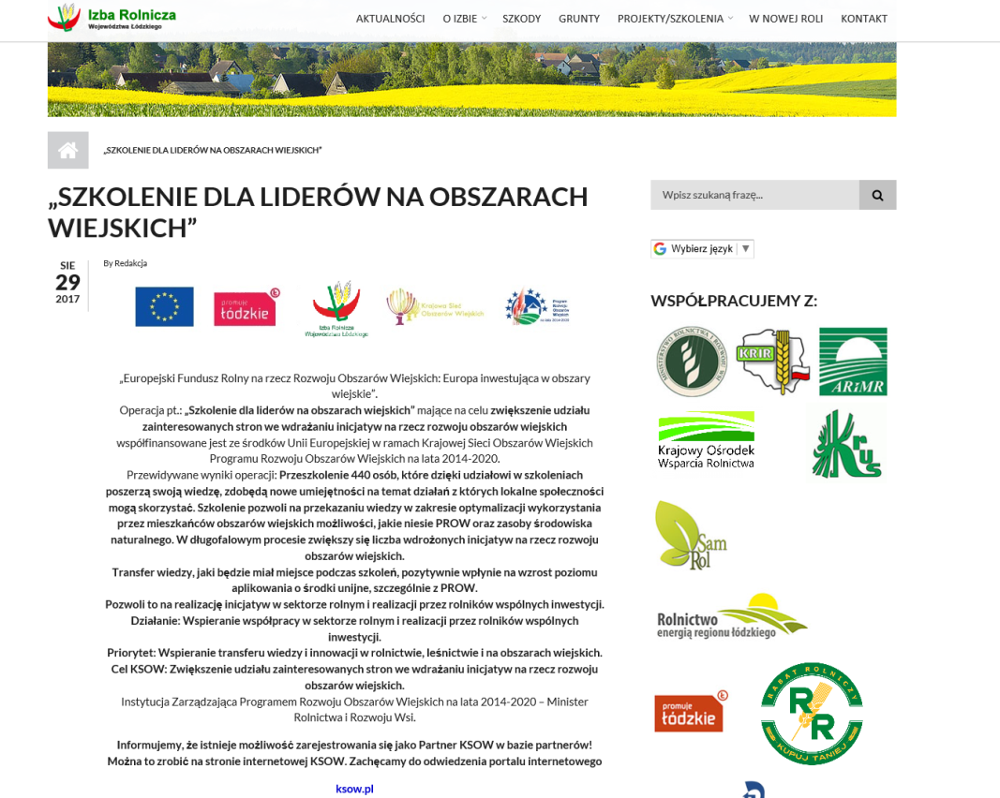 Izba Rolnicza
Województwa Łódzkiego
AKTUALNOŚCI O IZBIE SZKODY GRUNTY PROJEKTY/SZKOLENIA W NOWEJ ROLI KONTAKT
„SZKOLENIE DLA LIDERÓW NA OBSZARACH WIEJSKICH”
„SZKOLENIE DLA LIDERÓW NA OBSZARACH
WIEJSKICH”
SIE
29
2017
By Redakcja
promuje
łódzkie
Izba Rolnicza
Województwa Łódzkiego
Krajowa Sieć
Obszarów Wiejskich
Program
Rozwoju
Obszarów
Wiejskich
na lata 2014-2020
„Europejski Fundusz Rolny na rzecz Rozwoju Obszarów Wiejskich: Europa inwestująca w obszary
wiejskie”.
Operacja pt.: „Szkolenie dla liderów na obszarach wiejskich” mające na celu zwiększenie udziału
zainteresowanych stron we wdrażaniu inicjatyw na rzecz rozwoju obszarów wiejskich
współfinansowane jest ze środków Unii Europejskiej w ramach Krajowej Sieci Obszarów Wiejskich
Programu Rozwoju Obszarów Wiejskich na lata 2014-2020.
Przewidywane wyniki operacji: Przeszkolenie 440 osób, które dzięki udziałowi w szkoleniach
poszerzą swoją wiedzę, zdobędą nowe umiejętności na temat działań z których lokalne społeczności
mogą skorzystać. Szkolenie pozwoli na przekazaniu wiedzy w zakresie optymalizacji wykorzystania
przez mieszkańców obszarów wiejskich możliwości, jakie niesie PROW oraz zasoby środowiska
naturalnego. W długofalowym procesie zwiększy się liczba wdrożonych inicjatyw na rzecz rozwoju
obszarów wiejskich.
Transfer wiedzy, jaki będzie miał miejsce podczas szkoleń, pozytywnie wpłynie na wzrost poziomu
aplikowania o środki unijne, szczególnie z PROW.
Pozwoli to na realizację inicjatyw w sektorze rolnym i realizacji przez rolników wspólnych inwestycji.
Działanie: Wspieranie współpracy w sektorze rolnym i realizacji przez rolników wspólnych
inwestycji.
Priorytet: Wspieranie transferu wiedzy i innowacji w rolnictwie, leśnictwie i na obszarach wiejskich.
Cel KSOW: Zwiększenie udziału zainteresowanych stron we wdrażaniu inicjatyw na rzecz rozwoju
obszarów wiejskich.
Instytucja Zarządzająca Programem Rozwoju Obszarów Wiejskich na lata 2014-2020 – Minister
Rolnictwa i Rozwoju Wsi.
Informujemy, że istnieje możliwość zarejestrowania się jako Partner KSOW w bazie partnerów!
Można to zrobić na stronie internetowej KSOW. Zachęcamy do odwiedzenia portalu internetowego
ksow.pl
Wpisz szukaną frazę...
Wybierz język ▼
WSPÓŁPRACUJEMY Z:
MINISTERSTWO ROLNICTWA I ROZWOJU WSI
KRIR
ARiMR
Krajowy Ośrodek
Wsparcia Rolnictwa
Krus
Sam
Rol
Rolnictwo
energią regionu łódzkiego
promuje
łódzkie
RABAT ROLNICZY
RR
KUPUJ TANIEJ